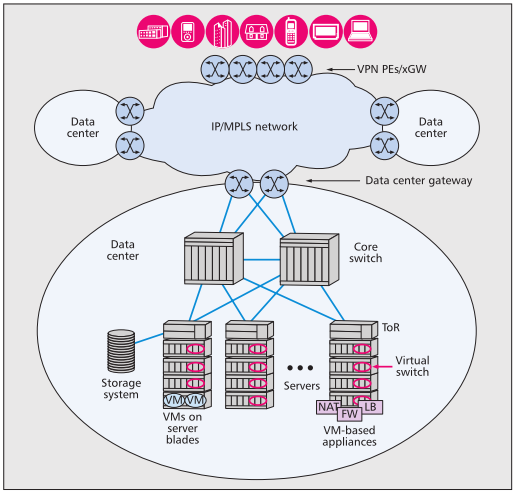 VPN PEs/xGW
Data
center
IP/MPLS network
Data
center
Data center gateway
Data
center
Core
switch
ToR
Virtual
switch
Storage
system
Servers
VM VM
NAT
FW
LB
VMs on
server
blades
VM-based
appliances